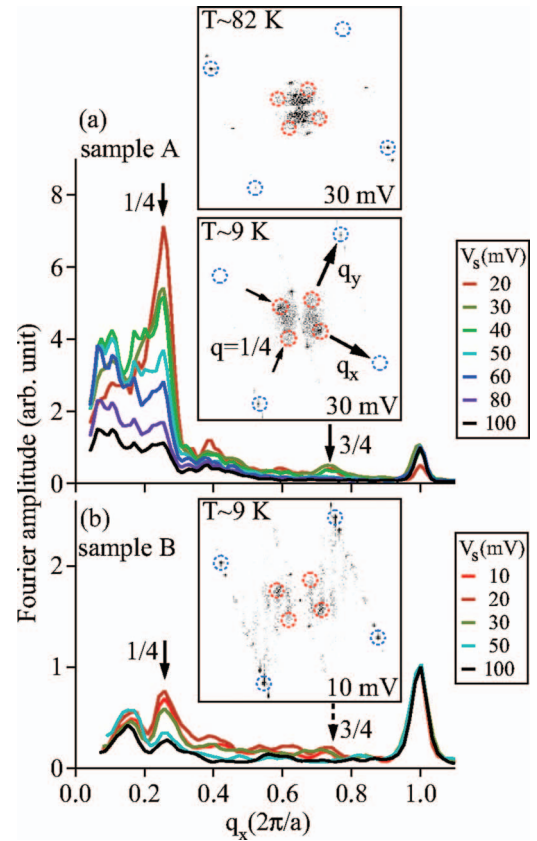 T~82 K
30 mV
(a)
sample A
1/4
T~9 K
q_y
q=1/4
q_x
30 mV
3/4
V_s(mV)
20
30
40
50
60
80
100
8
6
4
2
0
Fourier amplitude (arb. unit)
(b)
sample B
T~9 K
10 mV
1/4
3/4
V_s(mV)
10
20
30
50
100
2
1
0
0.0 0.2 0.4 0.6 0.8 1.0
q_x(2π/a)